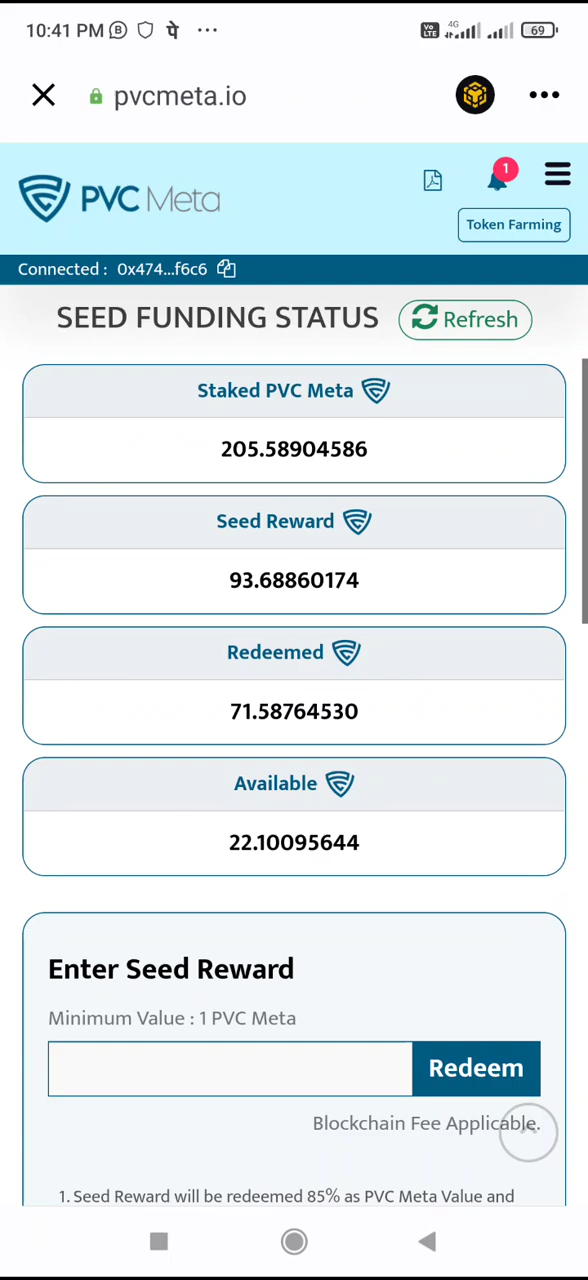 10:41 PM B पे ... Vo LTE 4G 69
pvcmeta.io
PVC Meta
1
Token Farming
Connected : 0x474...f6c6
SEED FUNDING STATUS Refresh
Staked PVC Meta
205.58904586
Seed Reward
93.68860174
Redeemed
71.58764530
Available
22.10095644
Enter Seed Reward
Minimum Value : 1 PVC Meta
Redeem
Blockchain Fee Applicable.
1. Seed Reward will be redeemed 85% as PVC Meta Value and